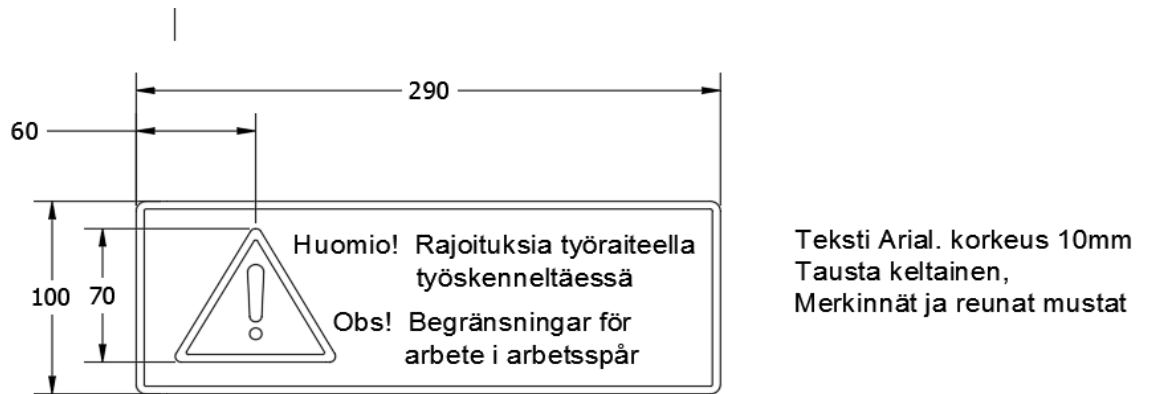 290
60
Huomio! Rajoituksia työraiteella
työskenneltäessä
100 70
Obs! Begränsningar för
arbete i arbetsspår
Teksti Arial. korkeus 10mm
Tausta keltainen,
Merkinnät ja reunat mustat